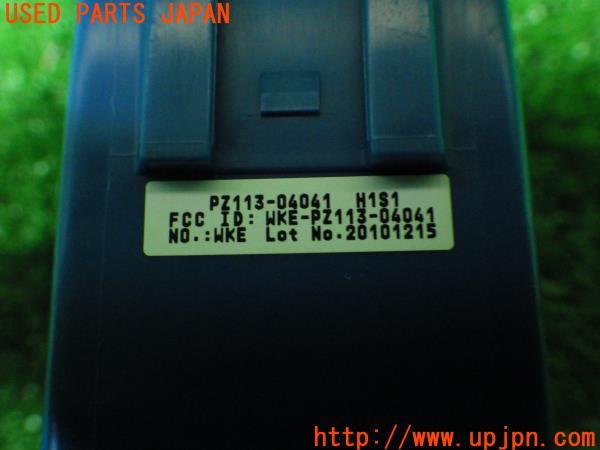 USED PARTS JAPAN
PZ113-04041 H1S1
FCC ID: WKE-PZ113-04041
NO.:WKE Lot No.20101215
http://www.upjpn.com/